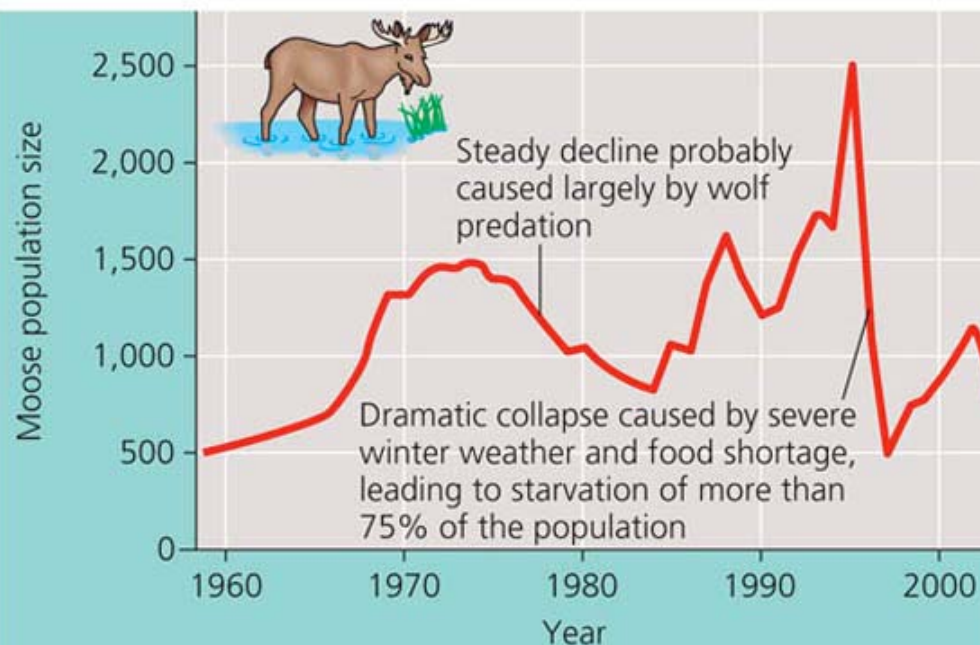 Moose population size
2,500
2,000
1,500
1,000
500
0
Steady decline probably
caused largely by wolf
predation
Dramatic collapse caused by severe
winter weather and food shortage,
leading to starvation of more than
75% of the population
1960
1970
1980
1990
2000
Year